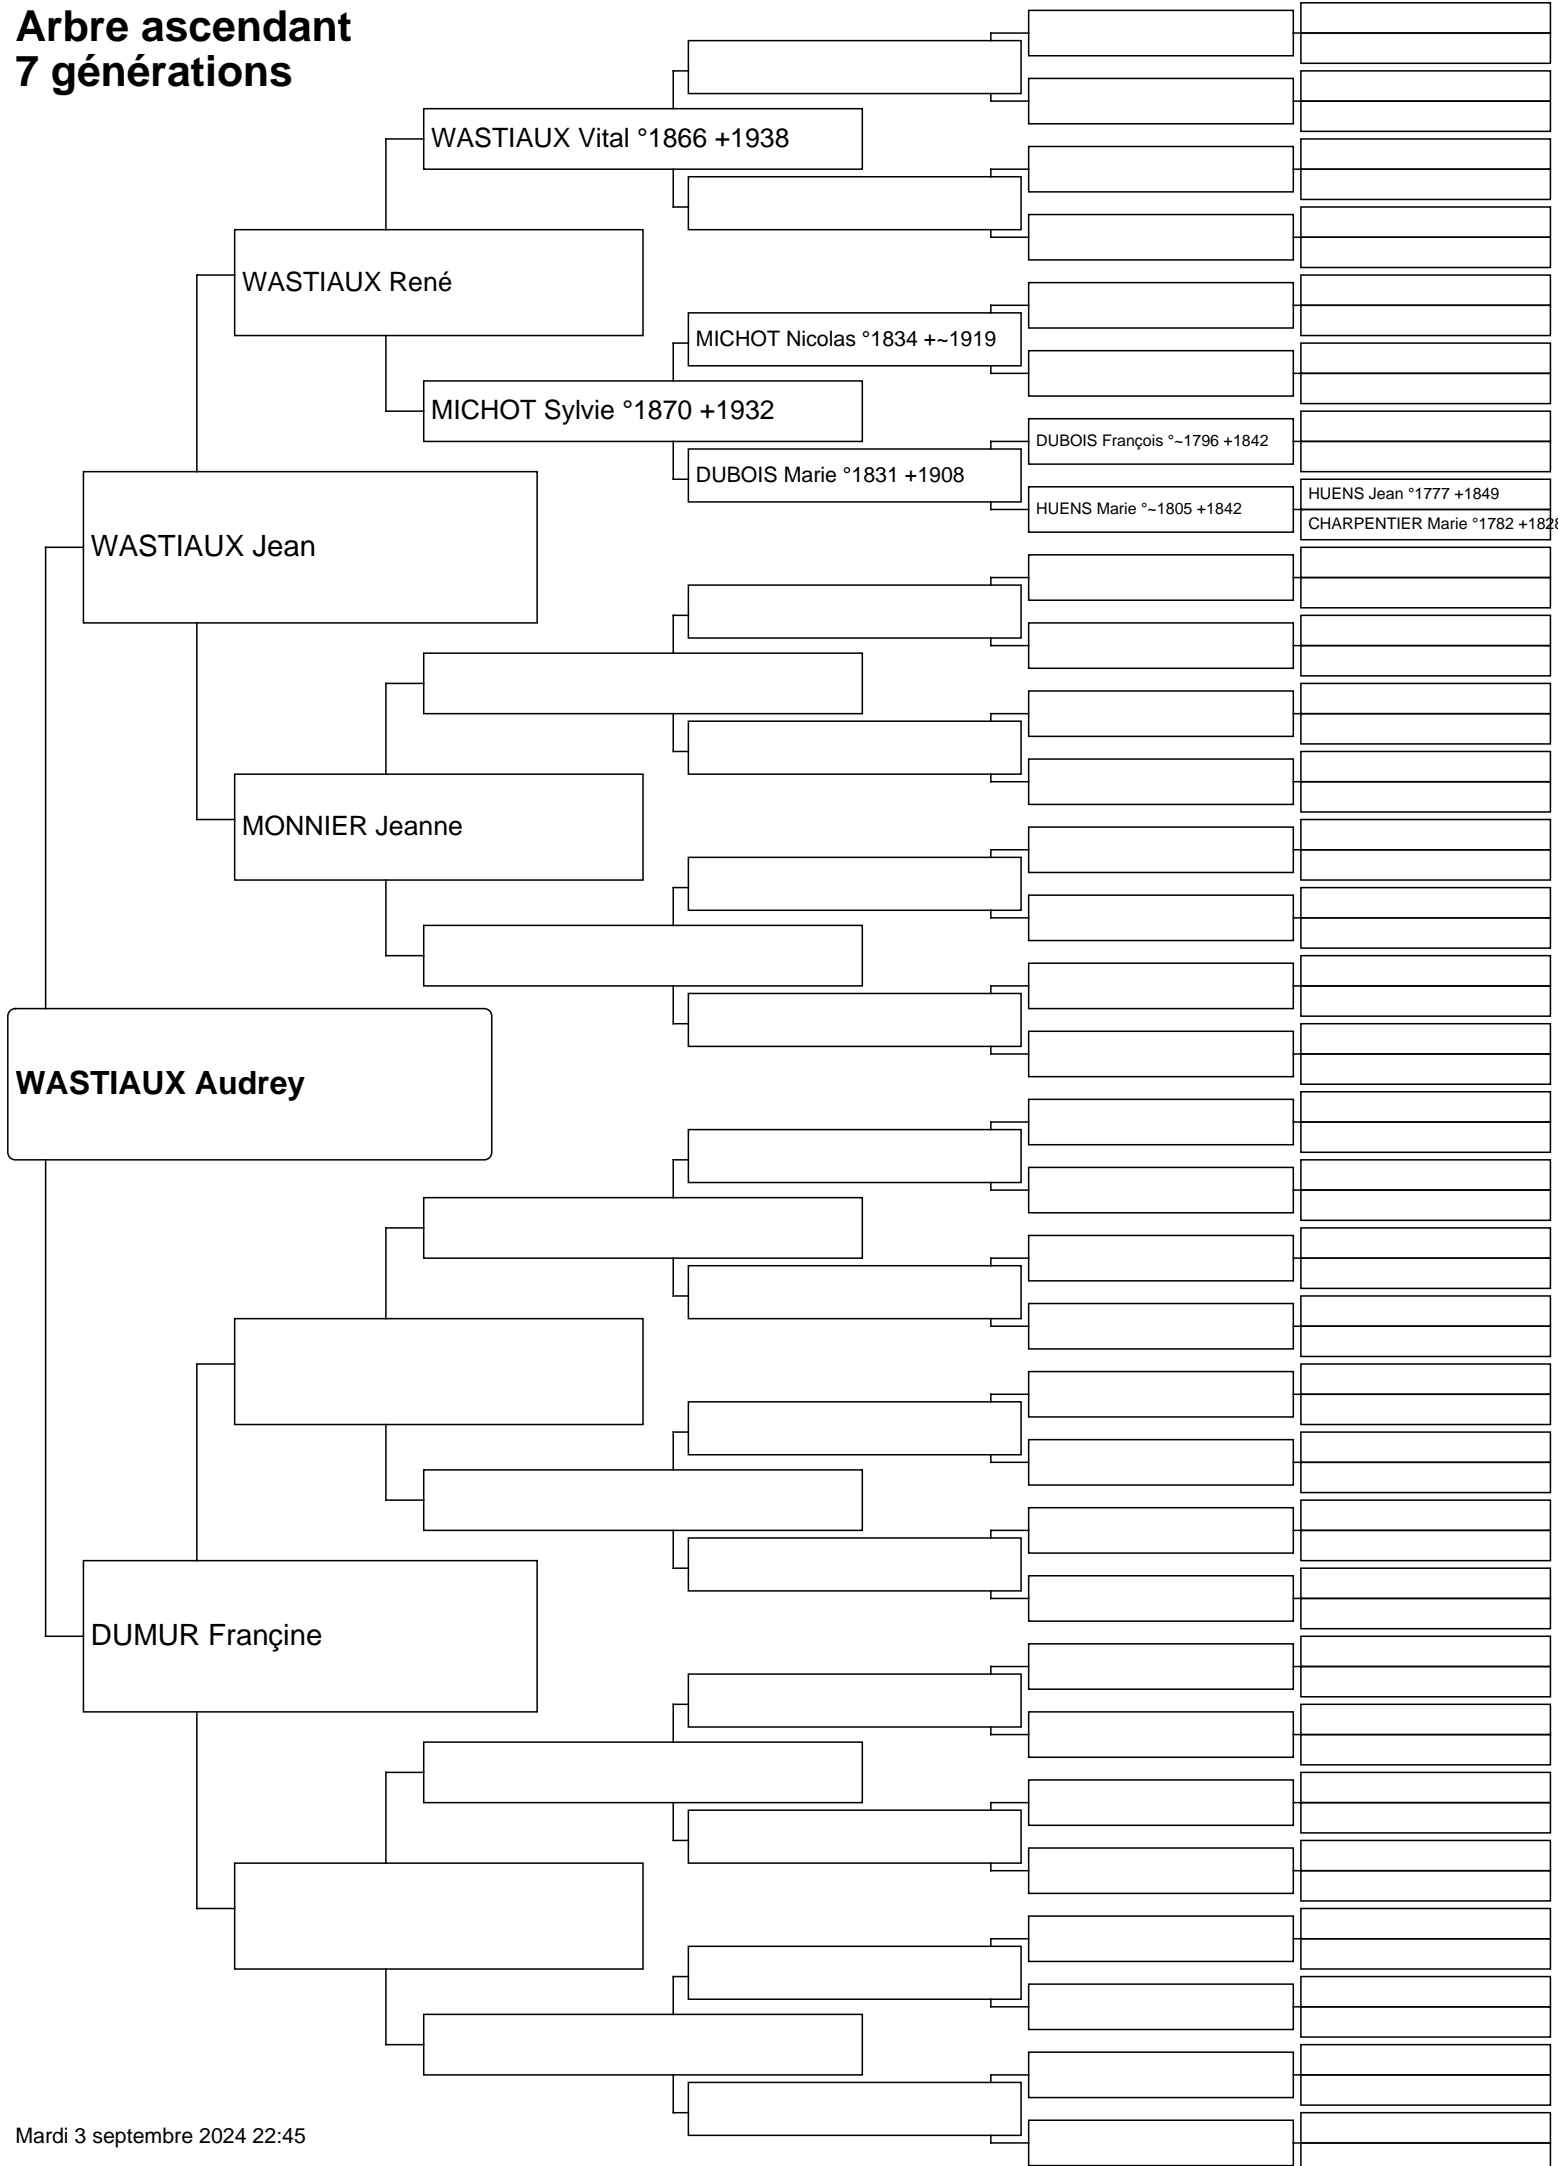 Arbre ascendant
7 générations
WASTIAUX Vital °1866 +1938
WASTIAUX René
MICHOT Nicolas °1834 +~1919
MICHOT Sylvie °1870 +1932
DUBOIS François °~1796 +1842
DUBOIS Marie °1831 +1908
HUENS Jean °1777 +1849
HUENS Marie °~1805 +1842
CHARPENTIER Marie °1782 +1828
WASTIAUX Jean
MONNIER Jeanne
WASTIAUX Audrey
DUMUR Françine
Mardi 3 septembre 2024 22:45